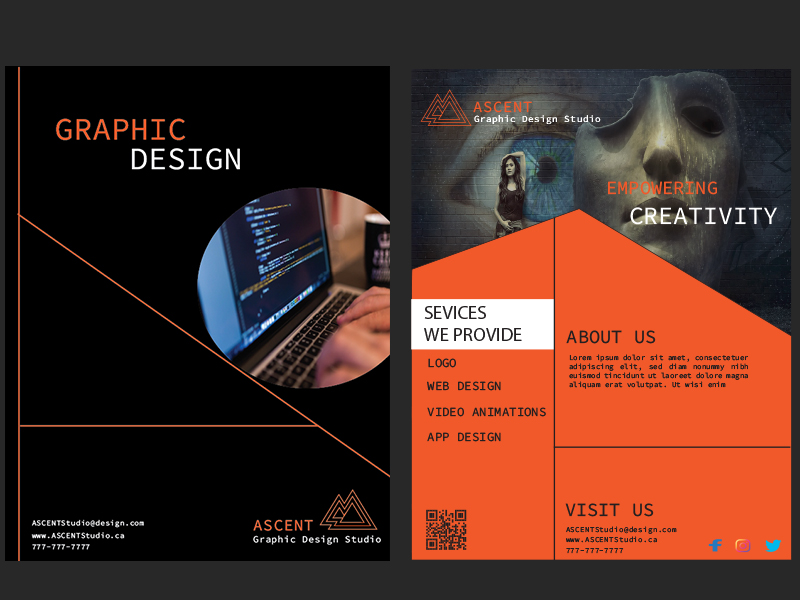 GRAPHIC
DESIGN
ASCENTStudio@design.com
www.ASCENTStudio.ca
777-777-7777
ASCENT
Graphic Design Studio
ASCENT
Graphic Design Studio
EMPOWERING
CREATIVITY
SEVICES
WE PROVIDE
LOGO
WEB DESIGN
VIDEO ANIMATIONS
APP DESIGN
ABOUT US
Lorem ipsum dolor sit amet, consectetuer
adipiscing elit, sed diam nonummy nibh
euismod tincidunt ut laoreet dolore magna
aliquam erat volutpat. Ut wisi enim
VISIT US
ASCENTStudio@design.com
www.ASCENTStudio.ca
777-777-7777